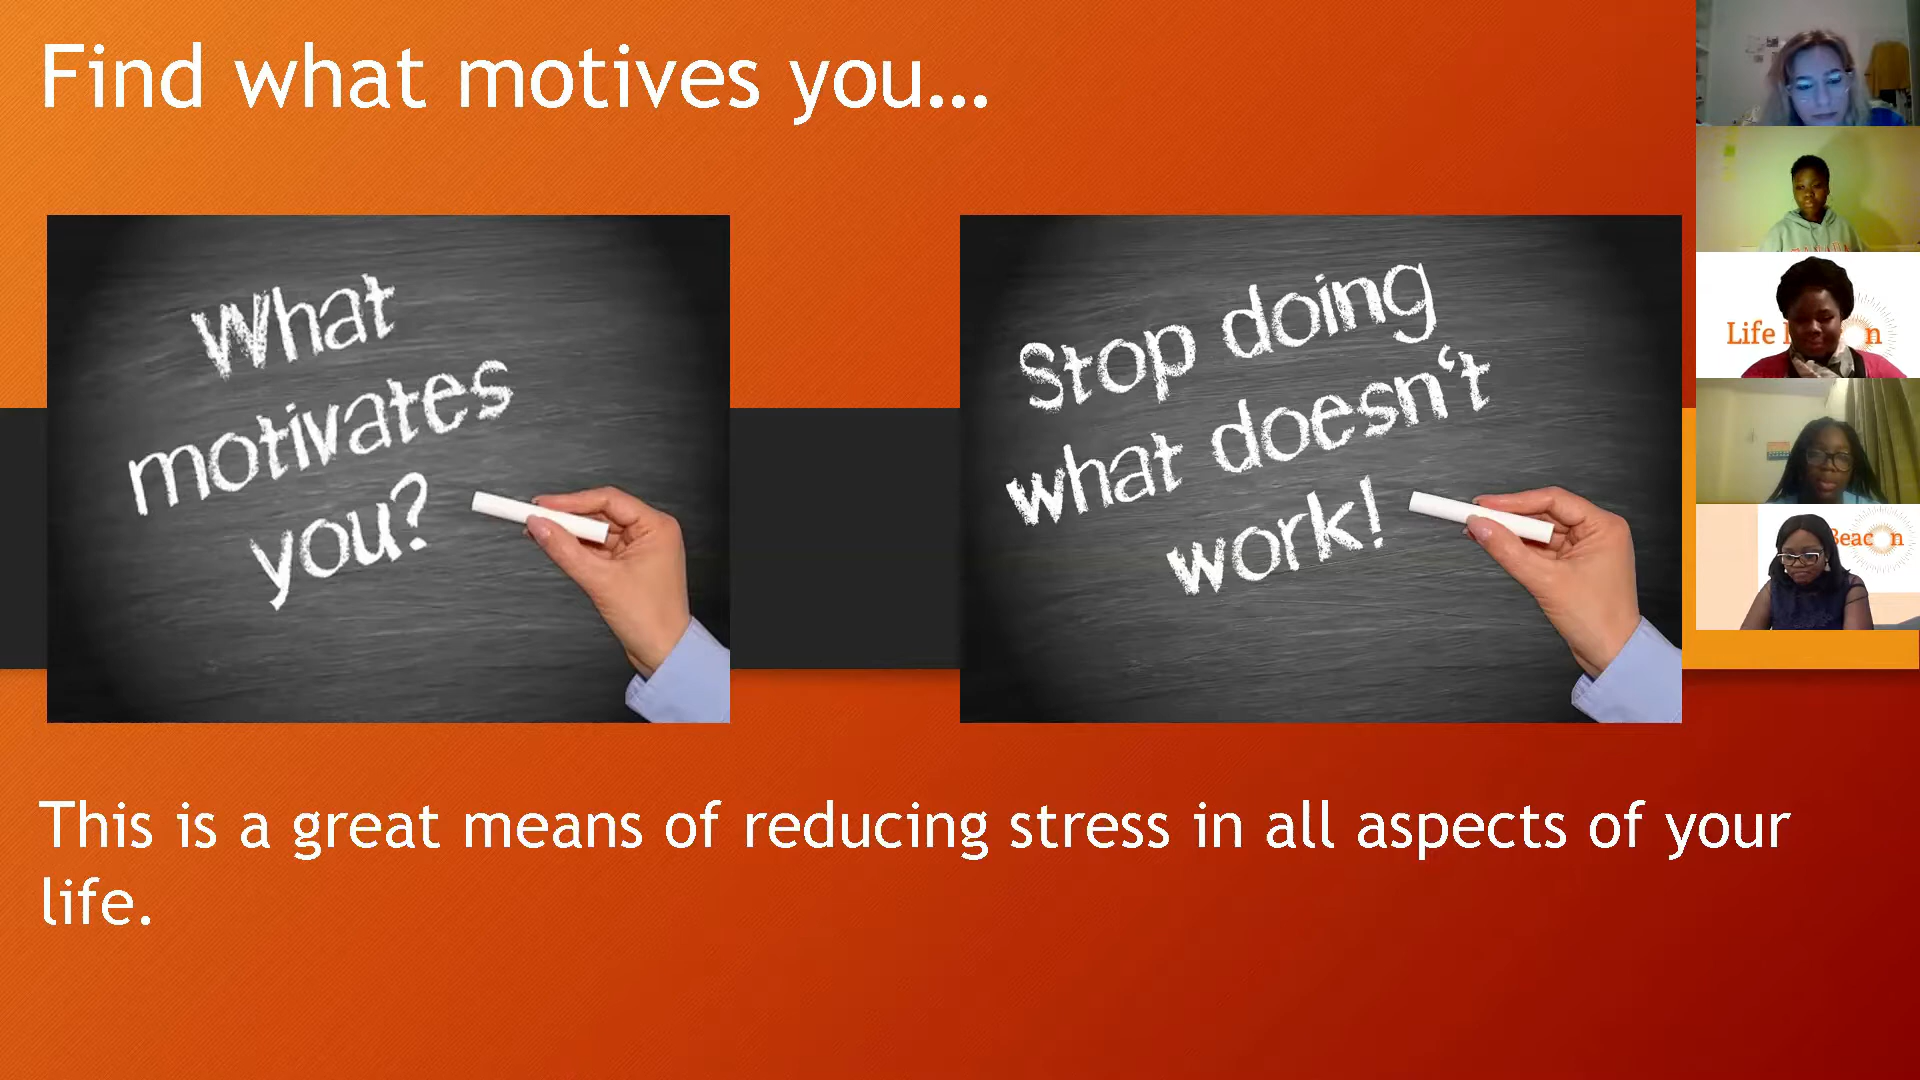 Find what motives you...
What
motivates
you?
Stop doing
what doesn't
work!
This is a great means of reducing stress in all aspects of your
life.
Life
n
Beac n